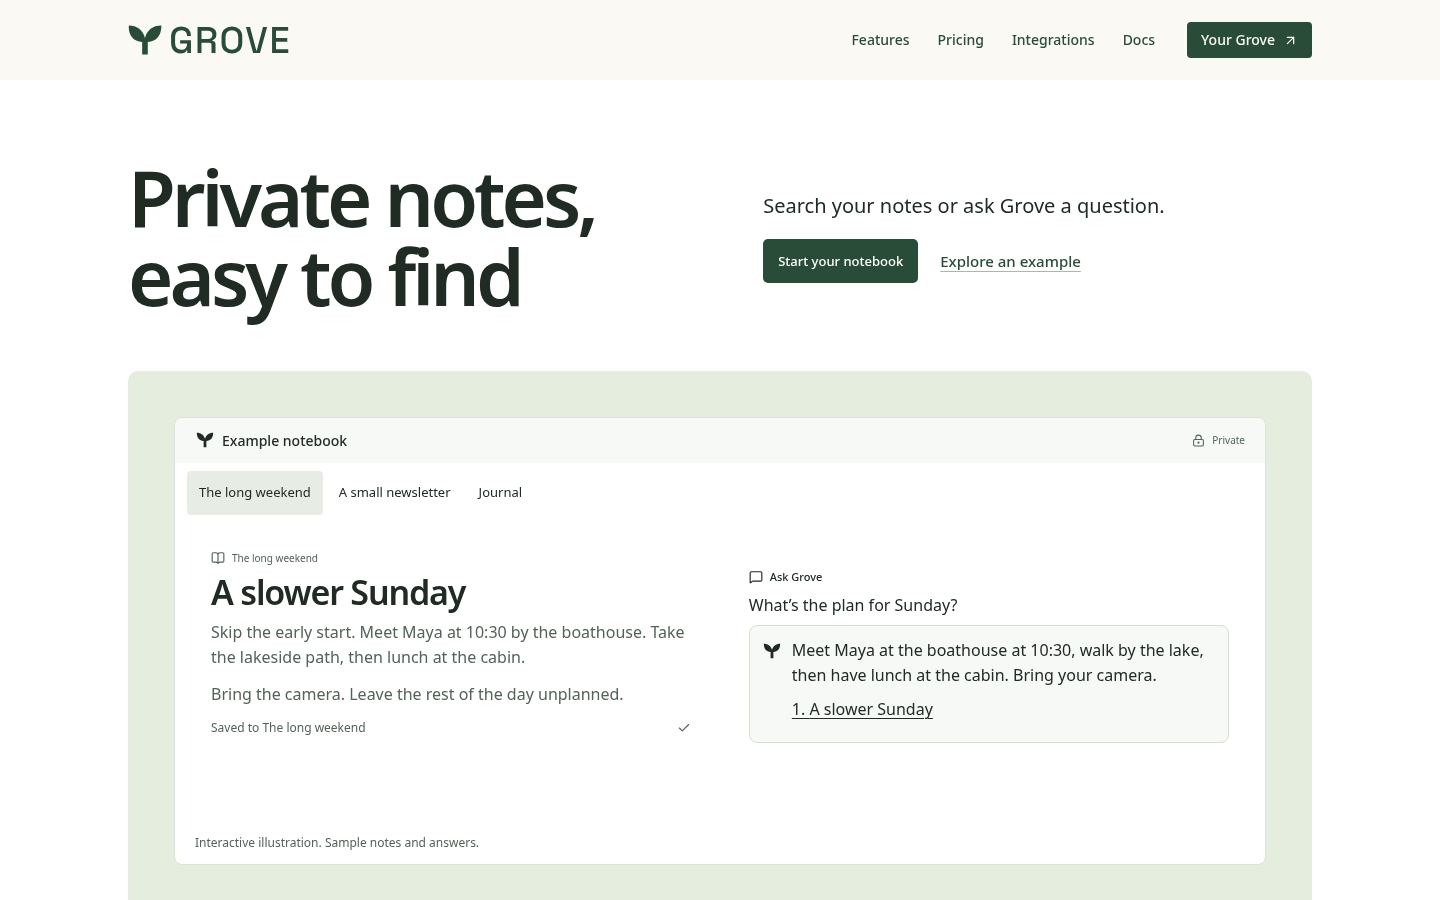 GROVE
Features
Pricing
Integrations
Docs
Your Grove
Private notes,
easy to find
Search your notes or ask Grove a question.
Start your notebook
Explore an example
Example notebook
Private
The long weekend
A small newsletter
Journal
The long weekend
A slower Sunday
Skip the early start. Meet Maya at 10:30 by the boathouse. Take
the lakeside path, then lunch at the cabin.
Bring the camera. Leave the rest of the day unplanned.
Saved to The long weekend
Ask Grove
What’s the plan for Sunday?
Meet Maya at the boathouse at 10:30, walk by the lake,
then have lunch at the cabin. Bring your camera.
1. A slower Sunday
Interactive illustration. Sample notes and answers.